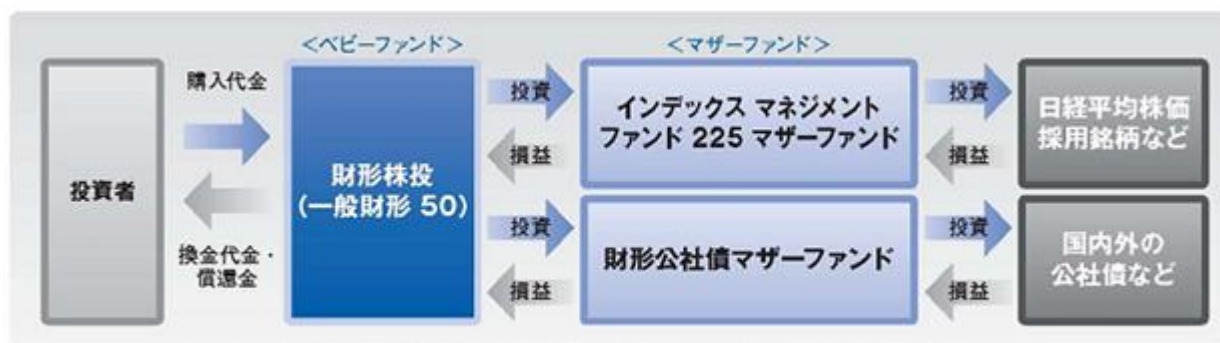 <ベビーファンド>
<マザーファンド>
投資者
購入代金
換金代金・
償還金
財形株投
(一般財形 50)
投資
損益
インデックス マネジメント
ファンド 225 マザーファンド
投資
損益
日経平均株価
採用銘柄など
投資
損益
財形公社債マザーファンド
投資
損益
国内外の
公社債など